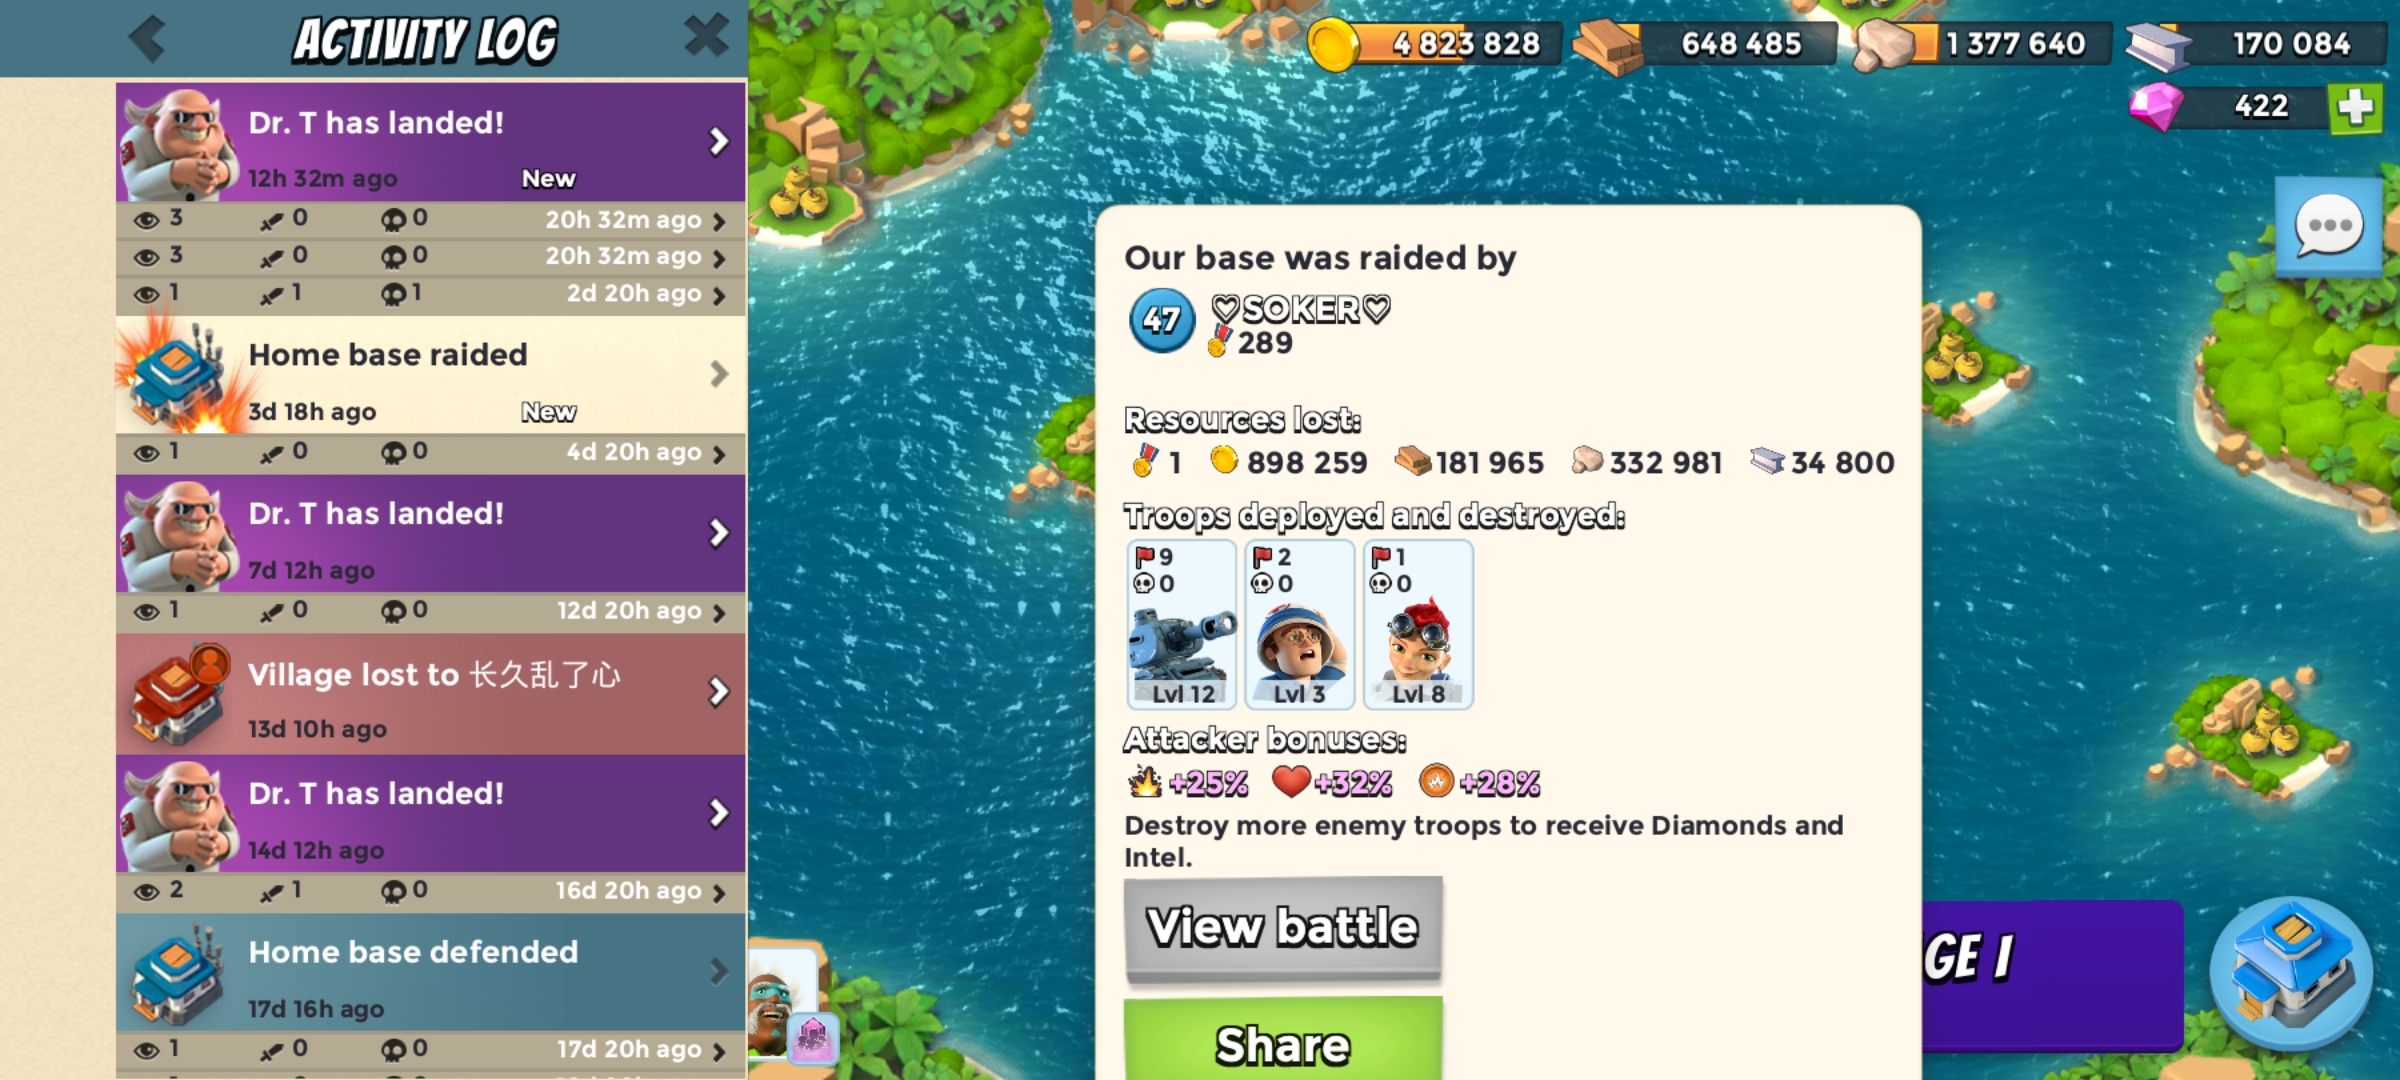 ACTIVITY LOG
Dr. T has landed!
12h 32m ago New
3 0 0 20h 32m ago
3 0 0 20h 32m ago
1 1 1 2d 20h ago
Home base raided
3d 18h ago New
1 0 0 4d 20h ago
Dr. T has landed!
7d 12h ago
1 0 0 12d 20h ago
Village lost to 长久乱了心
13d 10h ago
Dr. T has landed!
14d 12h ago
2 1 0 16d 20h ago
Home base defended
17d 16h ago
1 0 0 17d 20h ago
4 823 828 648 485 1 377 640 170 084
422
Our base was raided by
47 ♡SOKER♡
289
Resources lost:
1 898 259 181 965 332 981 34 800
Troops deployed and destroyed:
9 2 1
0 0 0
Lvl 12 Lvl 3 Lvl 8
Attacker bonuses:
+25% +32% +28%
Destroy more enemy troops to receive Diamonds and
Intel.
View battle
Share
GE I